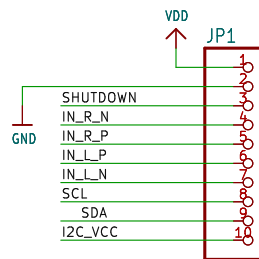 VDD
JP1
1
2
SHUTDOWN 3
IN_R_N 4
GND
IN_R_P 5
IN_L_P 6
IN_L_N 7
SCL 8
SDA 9
I2C_VCC 10